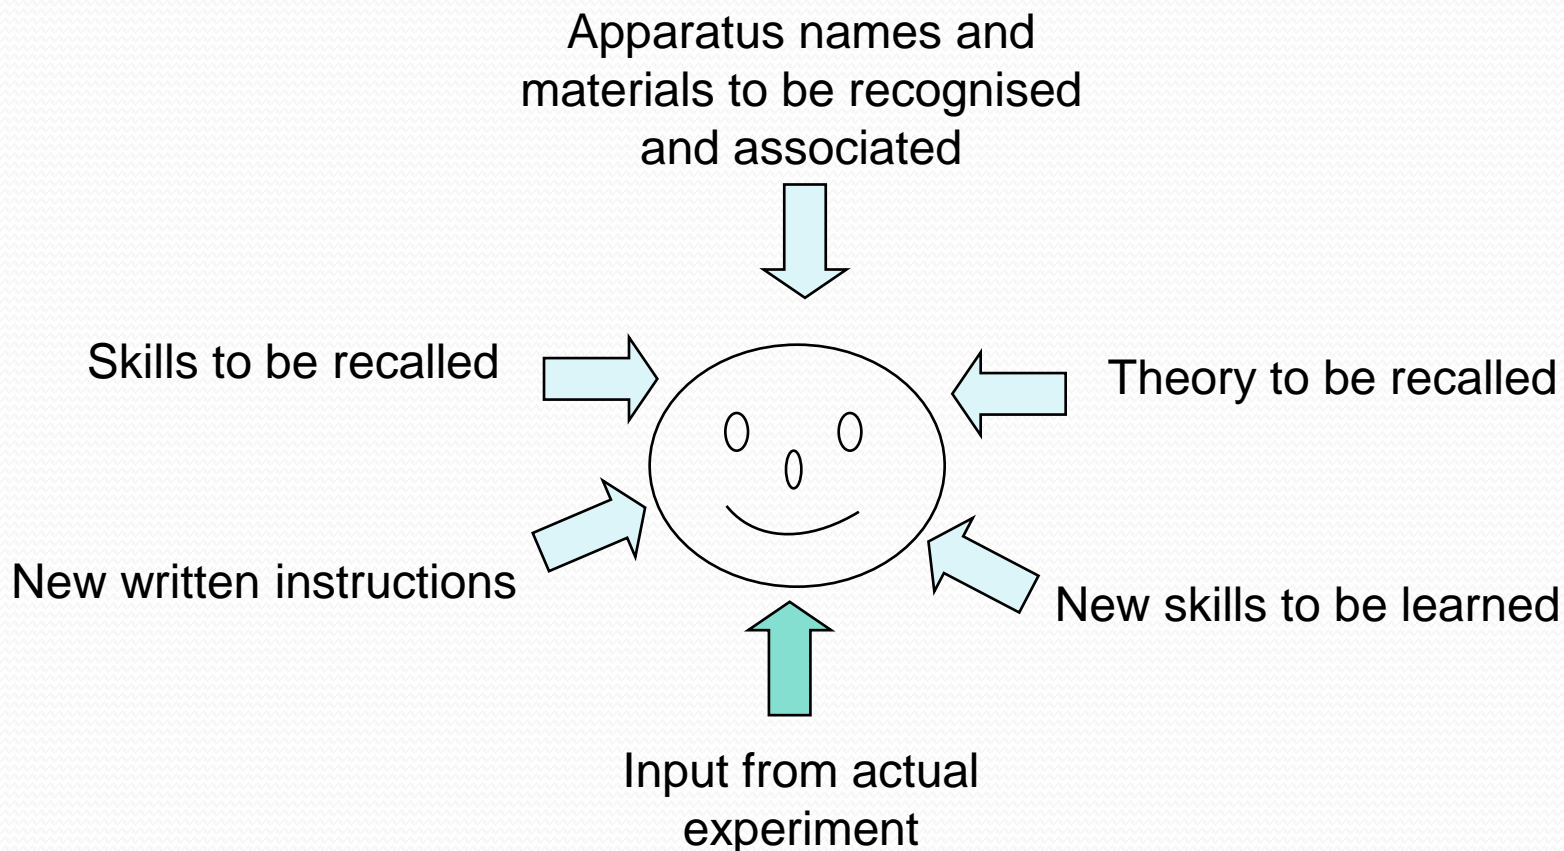 Apparatus names and
materials to be recognised
and associated
Skills to be recalled
Theory to be recalled
New written instructions
New skills to be learned
Input from actual
experiment